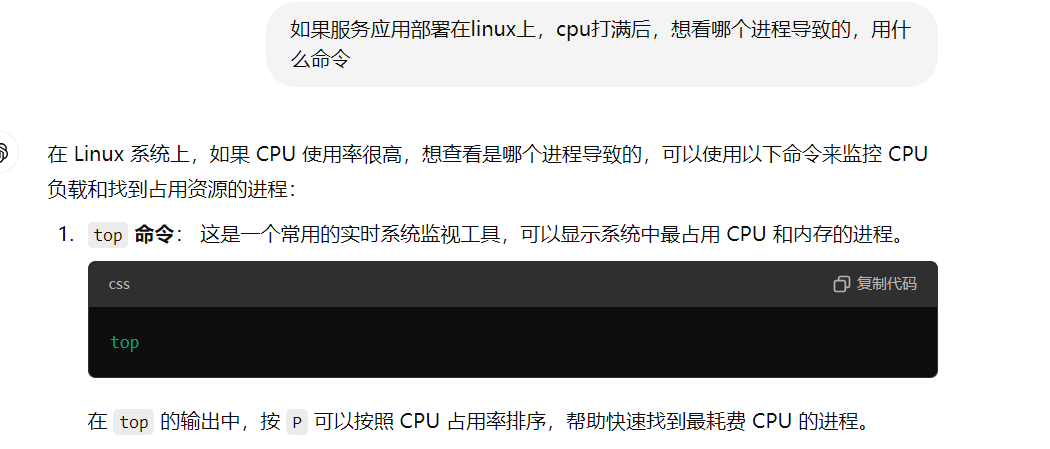 如果服务应用部署在linux上，cpu打满后，想看哪个进程导致的，用什
么命令
在 Linux 系统上，如果 CPU 使用率很高，想查看是哪个进程导致的，可以使用以下命令来监控 CPU
负载和找到占用资源的进程：
1. top 命令： 这是一个常用的实时系统监视工具，可以显示系统中最占用 CPU 和内存的进程。
css 复制代码
top
在 top 的输出中，按 P 可以按照 CPU 占用率排序，帮助快速找到最耗费 CPU 的进程。